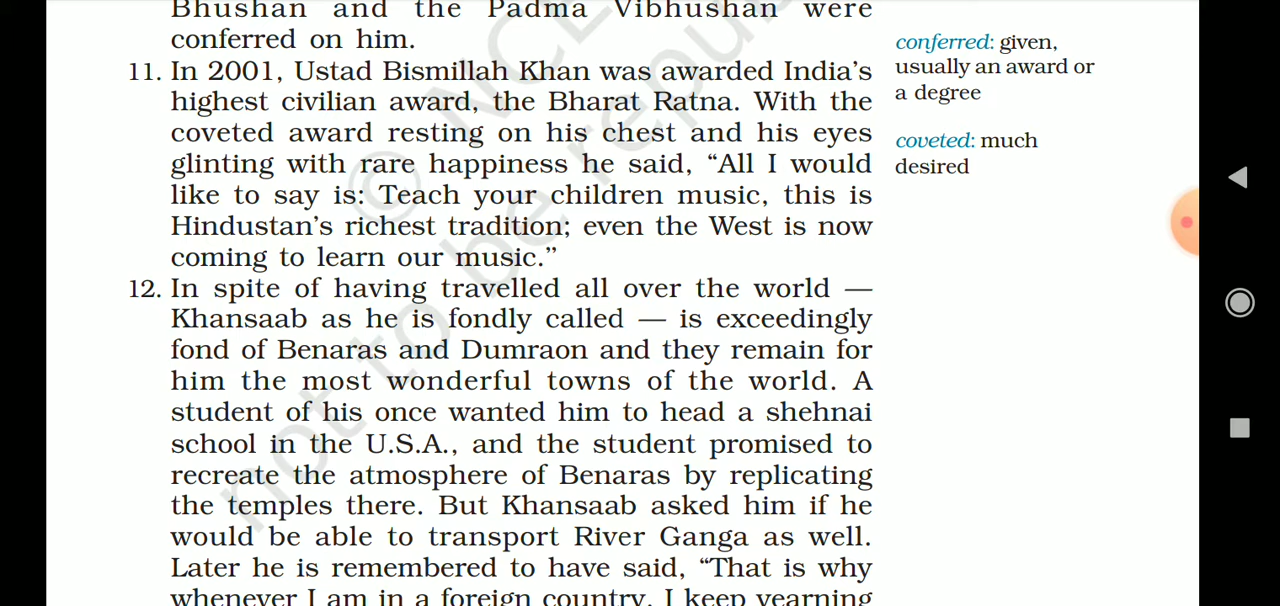 Bhushan and the Padma Vibhushan were
conferred on him.
11. In 2001, Ustad Bismillah Khan was awarded India's
highest civilian award, the Bharat Ratna. With the
coveted award resting on his chest and his eyes
glinting with rare happiness he said, “All I would
like to say is: Teach your children music, this is
Hindustan's richest tradition; even the West is now
coming to learn our music.”
12. In spite of having travelled all over the world —
Khansaab as he is fondly called — is exceedingly
fond of Benaras and Dumraon and they remain for
him the most wonderful towns of the world. A
student of his once wanted him to head a shehnai
school in the U.S.A., and the student promised to
recreate the atmosphere of Benaras by replicating
the temples there. But Khansaab asked him if he
would be able to transport River Ganga as well.
Later he is remembered to have said, “That is why
whenever I am in a foreign country, I keep yearning
conferred: given,
usually an award or
a degree
coveted: much
desired
© NCE
not to be repu